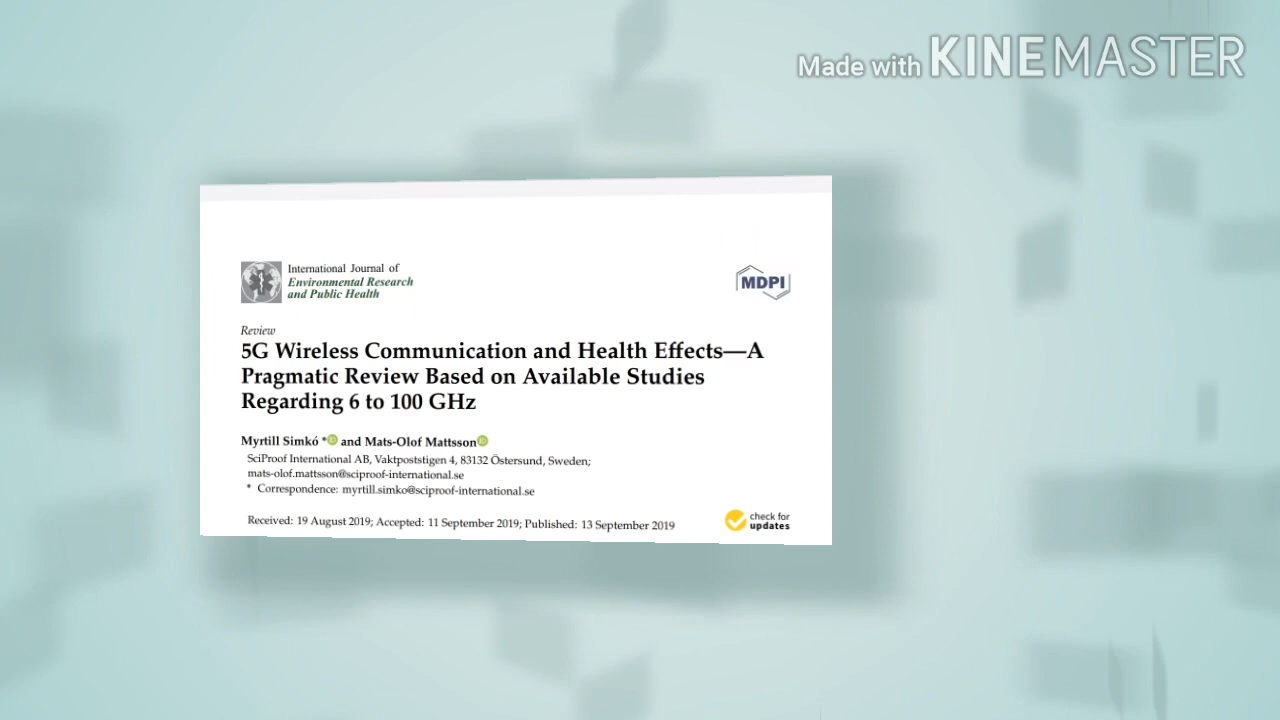 Made with KINEMASTER
International Journal of
Environmental Research
and Public Health
MDPI
Review
5G Wireless Communication and Health Effects—A
Pragmatic Review Based on Available Studies
Regarding 6 to 100 GHz
Myrtill Simkó * and Mats-Olof Mattsson
SciProof International AB, Vaktpoststigen 4, 83132 Östersund, Sweden;
mats-olof.mattsson@sciproof-international.se
* Correspondence: myrtill.simko@sciproof-international.se
Received: 19 August 2019; Accepted: 11 September 2019; Published: 13 September 2019
check for
updates